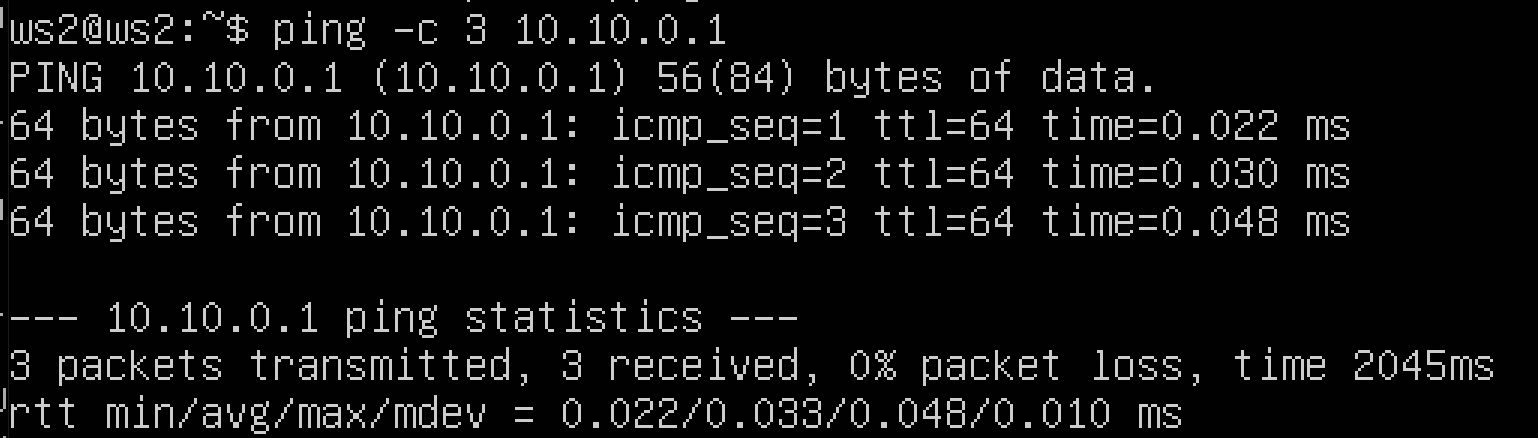 ws2@ws2:~$ ping -c 3 10.10.0.1
PING 10.10.0.1 (10.10.0.1) 56(84) bytes of data.
64 bytes from 10.10.0.1: icmp_seq=1 ttl=64 time=0.022 ms
64 bytes from 10.10.0.1: icmp_seq=2 ttl=64 time=0.030 ms
64 bytes from 10.10.0.1: icmp_seq=3 ttl=64 time=0.048 ms

--- 10.10.0.1 ping statistics ---
3 packets transmitted, 3 received, 0% packet loss, time 2045ms
rtt min/avg/max/mdev = 0.022/0.033/0.048/0.010 ms